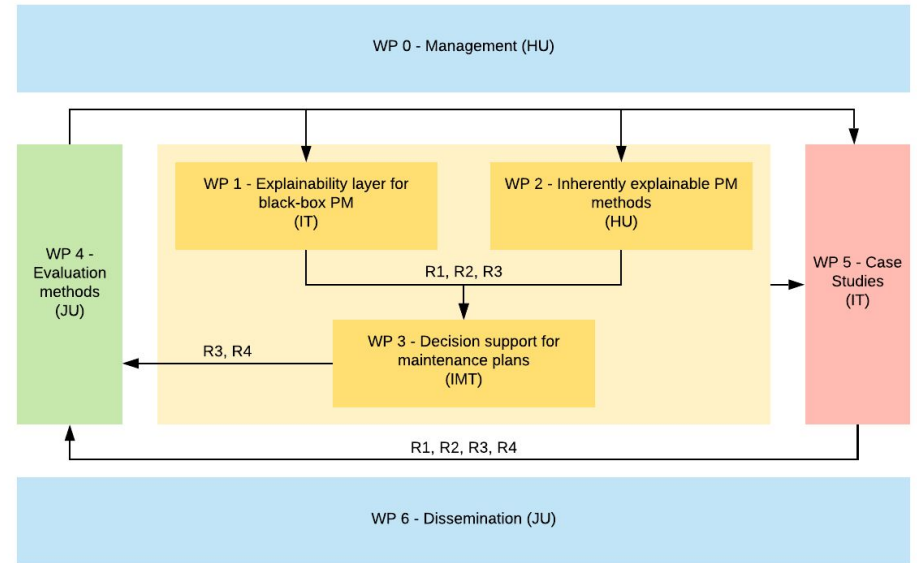 WP 0 - Management (HU)
WP 1 - Explainability layer for
black-box PM
(IT)
WP 2 - Inherently explainable PM
methods
(HU)
WP 4 -
Evaluation
methods
(JU)
WP 5 - Case
Studies
(IT)
R1, R2, R3
WP 3 - Decision support for
maintenance plans
(IMT)
R3, R4
R1, R2, R3, R4
WP 6 - Dissemination (JU)